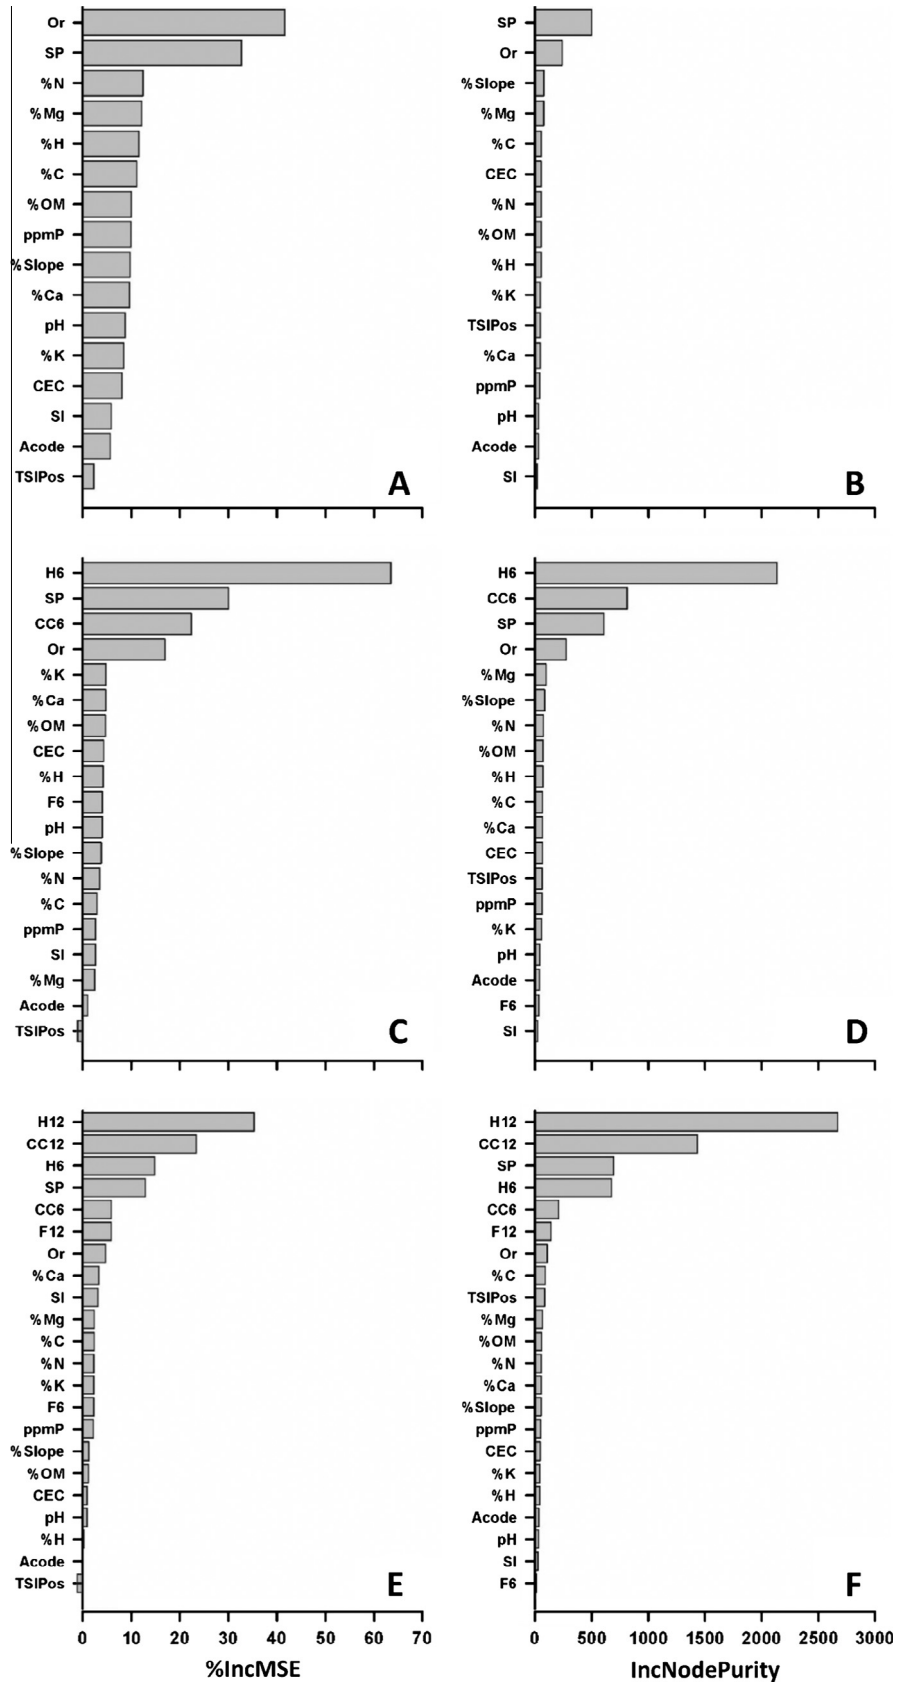 Or
SP
%N
%Mg
%H
%C
%OM
ppmP
%Slope
%Ca
pH
%K
CEC
SI
Acode
TSIPos
A
SP
Or
%Slope
%Mg
%C
CEC
%N
%OM
%H
%K
TSIPos
%Ca
ppmP
pH
Acode
SI
B
H6
SP
CC6
Or
%K
%Ca
%OM
CEC
%H
F6
pH
%Slope
%N
%C
ppmP
SI
%Mg
Acode
TSIPos
C
H6
CC6
SP
Or
%Mg
%Slope
%N
%OM
%H
%C
%Ca
CEC
TSIPos
ppmP
%K
pH
Acode
F6
SI
D
H12
CC12
H6
SP
CC6
F12
Or
%Ca
SI
%Mg
%C
%N
%K
F6
ppmP
%Slope
%OM
CEC
pH
%H
Acode
TSIPos
E
0 10 20 30 40 50 60 70
%IncMSE
H12
CC12
SP
H6
CC6
F12
Or
%C
TSIPos
%Mg
%OM
%N
%Ca
%Slope
ppmP
CEC
%K
%H
Acode
pH
SI
F6
F
0 500 1000 1500 2000 2500 3000
IncNodePurity